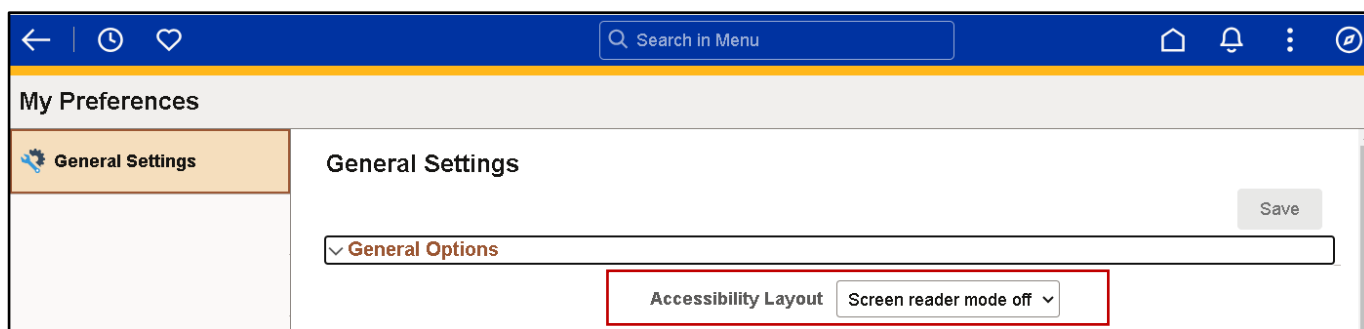 Search in Menu
My Preferences
General Settings
General Settings
Save
General Options
Accessibility Layout Screen reader mode off